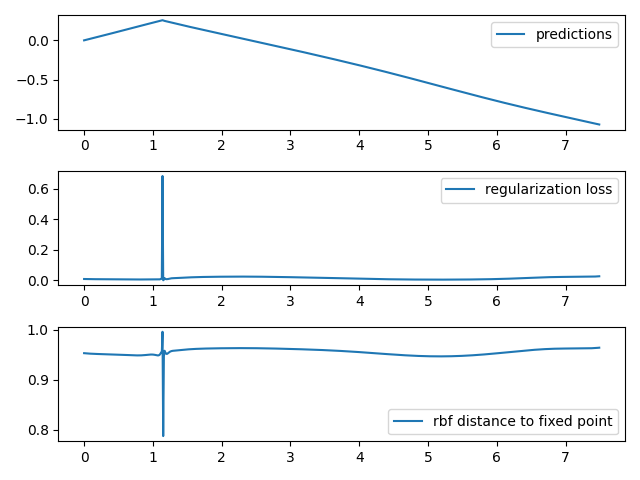 predictions
0.0
−0.5
−1.0
0 1 2 3 4 5 6 7
regularization loss
0.6
0.4
0.2
0.0
0 1 2 3 4 5 6 7
1.0
0.9
0.8
rbf distance to fixed point
0 1 2 3 4 5 6 7